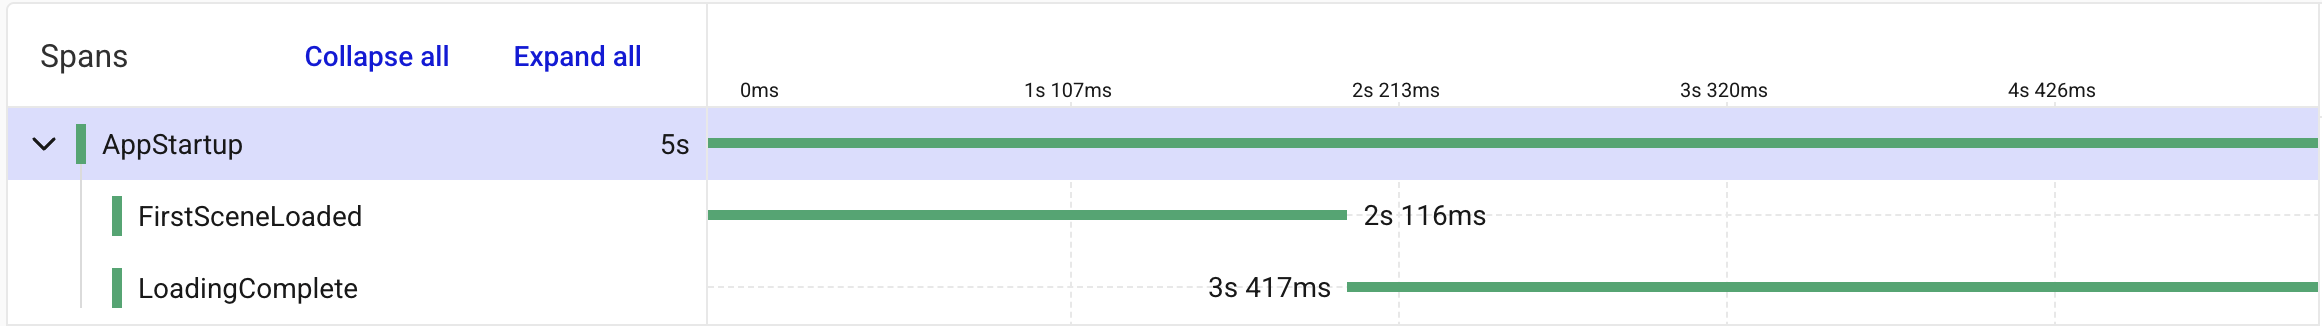 Spans Collapse all Expand all
0ms 1s 107ms 2s 213ms 3s 320ms 4s 426ms
AppStartup 5s
FirstSceneLoaded 2s 116ms
LoadingComplete 3s 417ms